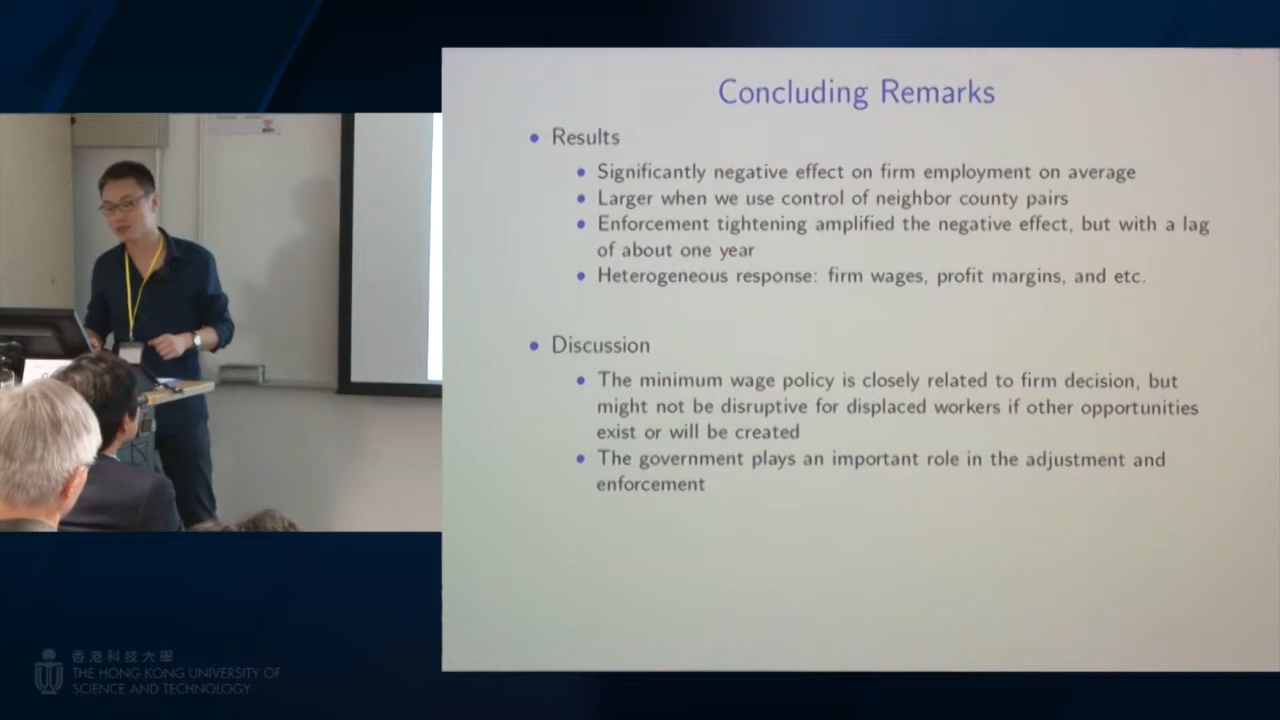 Concluding Remarks
• Results
• Significantly negative effect on firm employment on average
• Larger when we use control of neighbor county pairs
• Enforcement tightening amplified the negative effect, but with a lag
of about one year
• Heterogeneous response: firm wages, profit margins, and etc.
• Discussion
• The minimum wage policy is closely related to firm decision, but
might not be disruptive for displaced workers if other opportunities
exist or will be created
• The government plays an important role in the adjustment and
enforcement
香港科技大學
THE HONG KONG UNIVERSITY OF
SCIENCE AND TECHNOLOGY